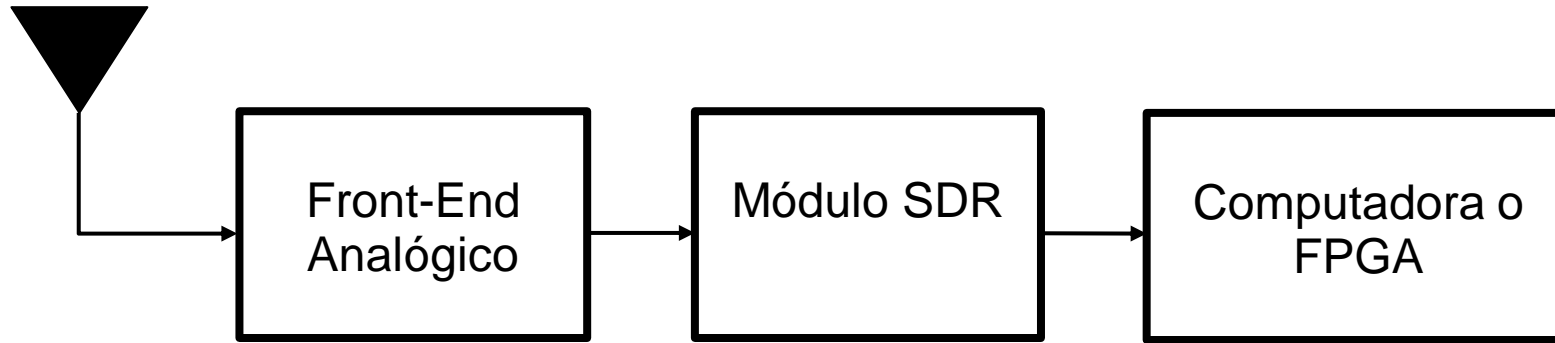 Front-End
Analógico
Módulo SDR
Computadora o
FPGA